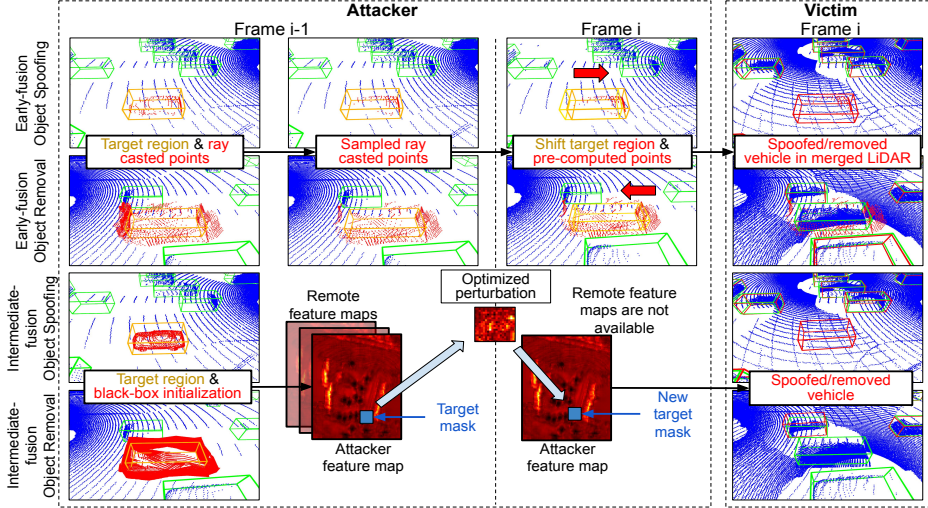 Attacker
Victim
Frame i-1
Frame i
Frame i
Early-fusion
Object Spoofing
Target region & ray
casted points
Sampled ray
casted points
Shift target region &
pre-computed points
Spoofed/removed
vehicle in merged LiDAR
Early-fusion
Object Removal
Intermediate-
fusion
Object Spoofing
Remote
feature maps
Optimized
perturbation
Remote feature
maps are not
available
Target region &
black-box initialization
Target
mask
New
target
mask
Spoofed/removed
vehicle
Intermediate-
fusion
Object Removal
Attacker
feature map
Attacker
feature map